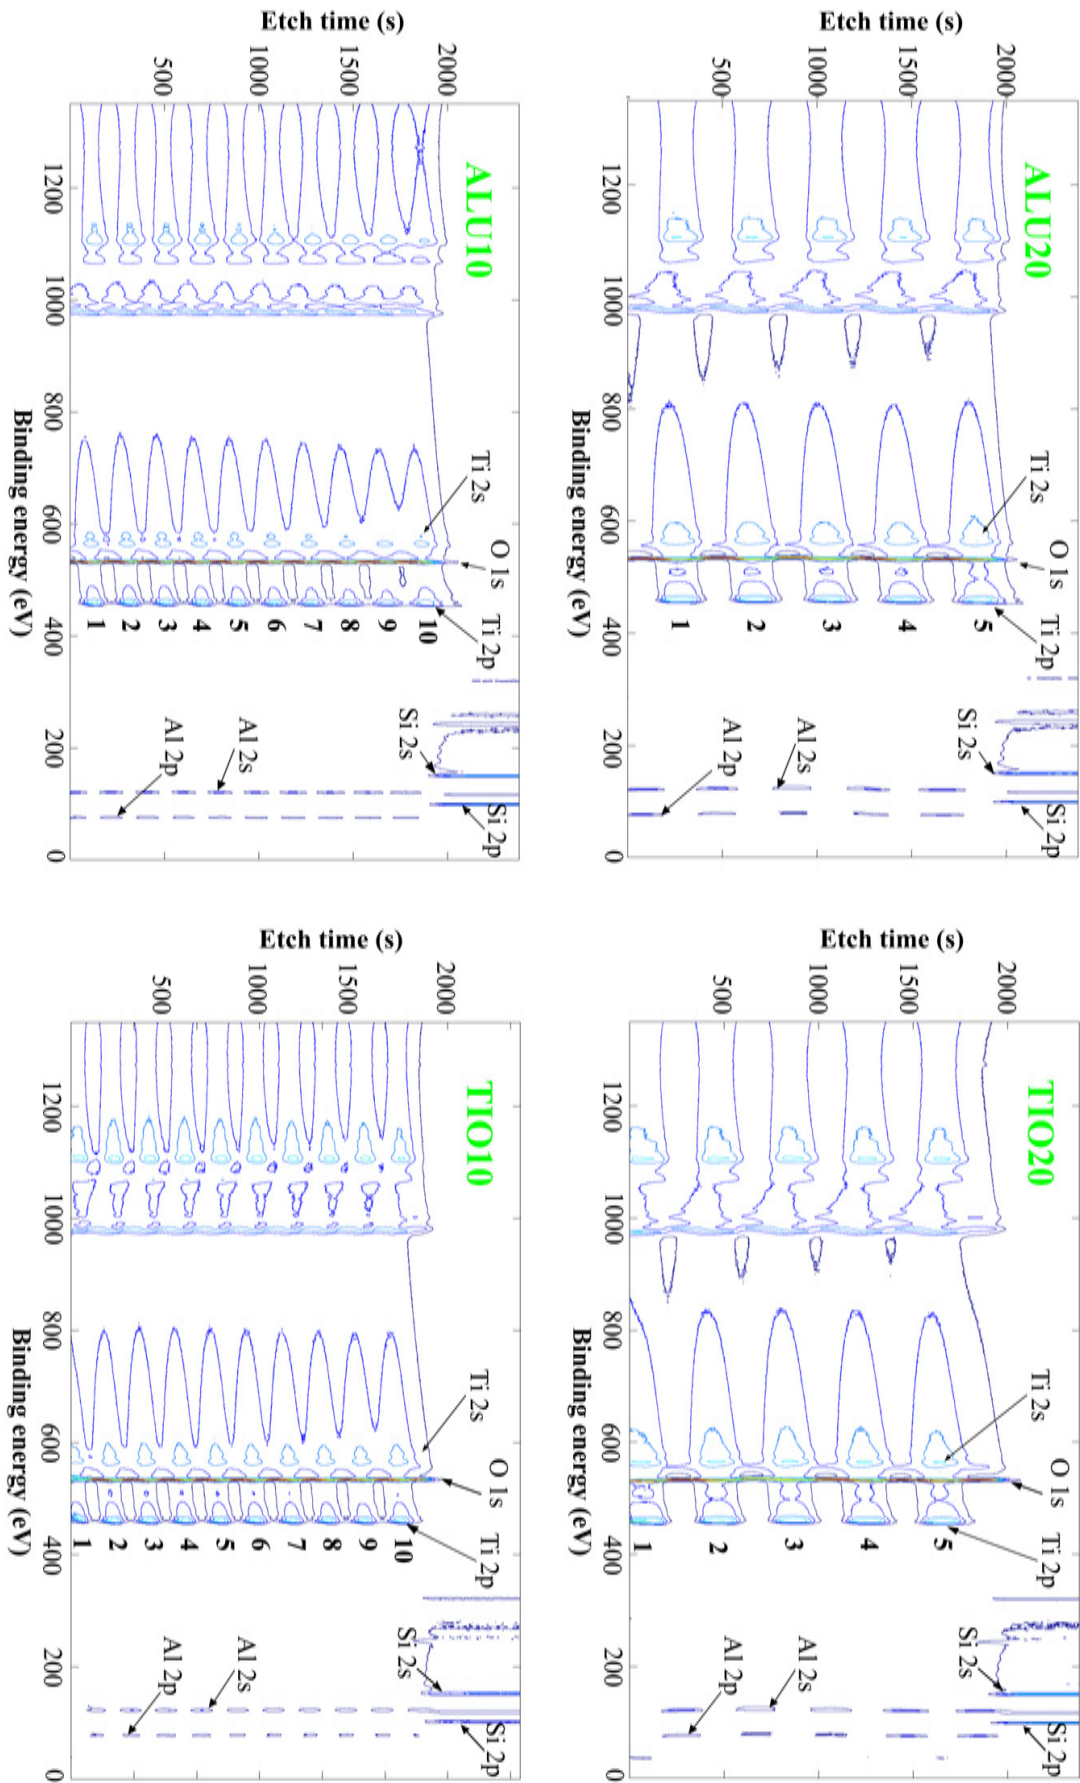 Etch time (s)
500
1000
1500
2000
ALU10
1200
1000
800
600
400
200
0
Binding energy (eV)
Ti 2s
O 1s
Ti 2p
1
2
3
4
5
6
7
8
9
10
Si 2s
Si 2p
Al 2s
Al 2p
Etch time (s)
500
1000
1500
2000
ALU20
1200
1000
800
600
400
200
0
Binding energy (eV)
Ti 2s
O 1s
Ti 2p
1
2
3
4
5
Si 2s
Si 2p
Al 2s
Al 2p
Etch time (s)
500
1000
1500
2000
TIO10
1200
1000
800
600
400
200
0
Binding energy (eV)
Ti 2s
O 1s
Ti 2p
1
2
3
4
5
6
7
8
9
10
Si 2s
Si 2p
Al 2s
Al 2p
Etch time (s)
500
1000
1500
2000
TIO20
1200
1000
800
600
400
200
0
Binding energy (eV)
Ti 2s
O 1s
Ti 2p
1
2
3
4
5
Si 2s
Si 2p
Al 2s
Al 2p